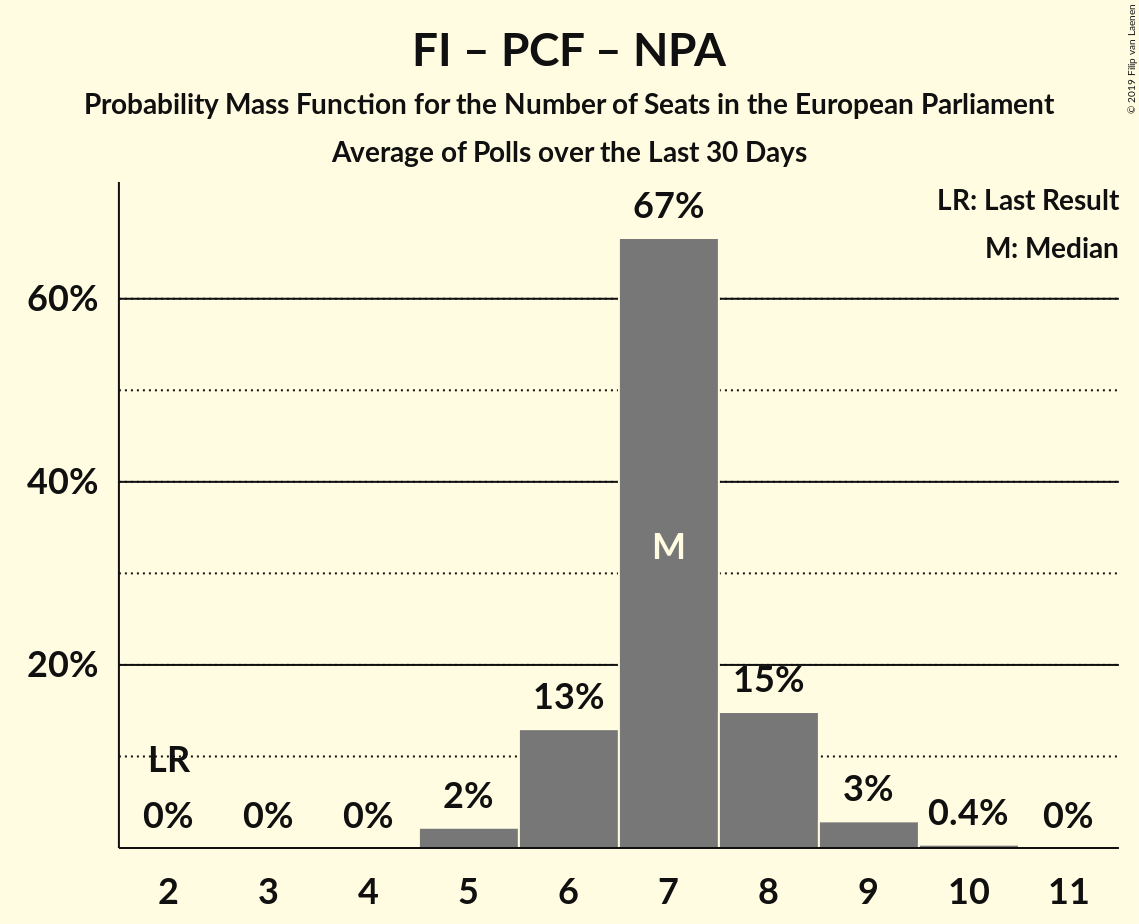 FI – PCF – NPA
Probability Mass Function for the Number of Seats in the European Parliament
Average of Polls over the Last 30 Days
© 2019 Filip van Laenen
LR: Last Result
M: Median
67%
60%
40%
M
20%
15%
13%
LR
2%
3%
0%
0%
0%
0.4%
0%
2 3 4 5 6 7 8 9 10 11